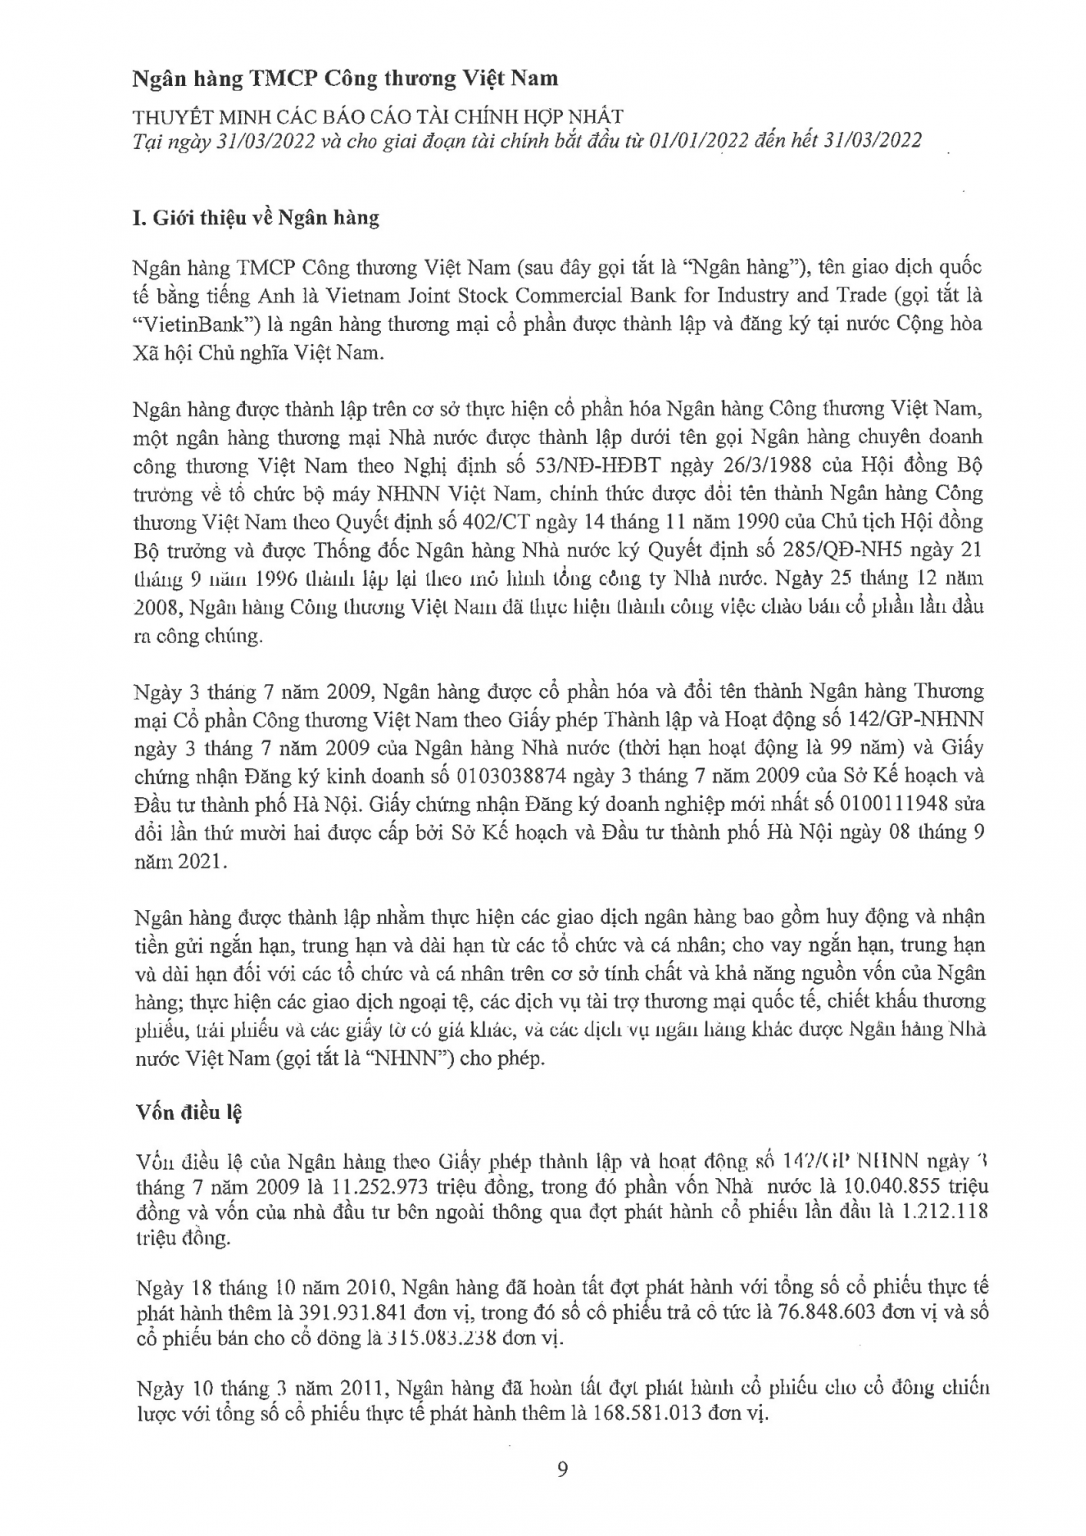 Ngân hàng TMCP Công thương Việt Nam
THUYẾT MINH CÁC BÁO CÁO TÀI CHÍNH HỢP NHẤT
Tại ngày 31/03/2022 và cho giai đoạn tài chính bắt đầu từ 01/01/2022 đến hết 31/03/2022
I. Giới thiệu về Ngân hàng
Ngân hàng TMCP Công thương Việt Nam (sau đây gọi tắt là “Ngân hàng”), tên giao dịch quốc
tế bằng tiếng Anh là Vietnam Joint Stock Commercial Bank for Industry and Trade (gọi tắt là
“VietinBank”) là ngân hàng thương mại cổ phần được thành lập và đăng ký tại nước Cộng hòa
Xã hội Chủ nghĩa Việt Nam.
Ngân hàng được thành lập trên cơ sở thực hiện cổ phần hóa Ngân hàng Công thương Việt Nam,
một ngân hàng thương mại Nhà nước được thành lập dưới tên gọi Ngân hàng chuyên doanh
công thương Việt Nam theo Nghị định số 53/NĐ-HĐBT ngày 26/3/1988 của Hội đồng Bộ
trưởng về tổ chức bộ máy NHNN Việt Nam, chính thức được đổi tên thành Ngân hàng Công
thương Việt Nam theo Quyết định số 402/CT ngày 14 tháng 11 năm 1990 của Chủ tịch Hội đồng
Bộ trưởng và được Thống đốc Ngân hàng Nhà nước ký Quyết định số 285/QĐ-NH5 ngày 21
tháng 9 năm 1996 thành lập lại theo mô hình tổng công ty Nhà nước. Ngày 25 tháng 12 năm
2008, Ngân hàng Công thương Việt Nam đã thực hiện thành công việc chào bán cổ phần lần đầu
ra công chúng.
Ngày 3 tháng 7 năm 2009, Ngân hàng được cổ phần hóa và đổi tên thành Ngân hàng Thương
mại Cổ phần Công thương Việt Nam theo Giấy phép Thành lập và Hoạt động số 142/GP-NHNN
ngày 3 tháng 7 năm 2009 của Ngân hàng Nhà nước (thời hạn hoạt động là 99 năm) và Giấy
chứng nhận Đăng ký kinh doanh số 0103038874 ngày 3 tháng 7 năm 2009 của Sở Kế hoạch và
Đầu tư thành phố Hà Nội. Giấy chứng nhận Đăng ký doanh nghiệp mới nhất số 0100111948 sửa
đổi lần thứ mười hai được cấp bởi Sở Kế hoạch và Đầu tư thành phố Hà Nội ngày 08 tháng 9
năm 2021.
Ngân hàng được thành lập nhằm thực hiện các giao dịch ngân hàng bao gồm huy động và nhận
tiền gửi ngắn hạn, trung hạn và dài hạn từ các tổ chức và cá nhân; cho vay ngắn hạn, trung hạn
và dài hạn đối với các tổ chức và cá nhân trên cơ sở tính chất và khả năng nguồn vốn của Ngân
hàng; thực hiện các giao dịch ngoại tệ, các dịch vụ tài trợ thương mại quốc tế, chiết khấu thương
phiếu, trái phiếu và các giấy tờ có giá khác, và các dịch vụ ngân hàng khác được Ngân hàng Nhà
nước Việt Nam (gọi tắt là “NHNN”) cho phép.
Vốn điều lệ
Vốn điều lệ của Ngân hàng theo Giấy phép thành lập và hoạt động số 142/GP NHNN ngày 3
tháng 7 năm 2009 là 11.252.973 triệu đồng, trong đó phần vốn Nhà nước là 10.040.855 triệu
đồng và vốn của nhà đầu tư bên ngoài thông qua đợt phát hành cổ phiếu lần đầu là 1.212.118
triệu đồng.
Ngày 18 tháng 10 năm 2010, Ngân hàng đã hoàn tất đợt phát hành với tổng số cổ phiếu thực tế
phát hành thêm là 391.931.841 đơn vị, trong đó số cổ phiếu trả cổ tức là 76.848.603 đơn vị và số
cổ phiếu bán cho cổ đông là 315.083.238 đơn vị.
Ngày 10 tháng 3 năm 2011, Ngân hàng đã hoàn tất đợt phát hành cổ phiếu cho cổ đông chiến
lược với tổng số cổ phiếu thực tế phát hành thêm là 168.581.013 đơn vị.
9